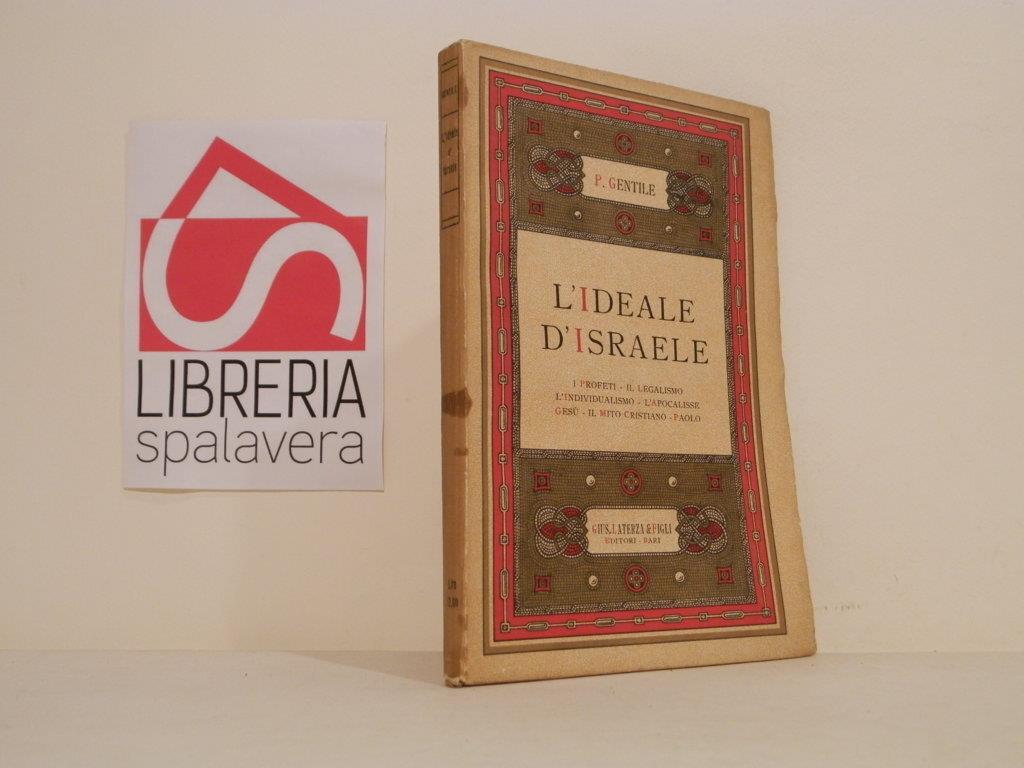 LIBRERIA
spalavera
P. GENTILE
L'IDEALE
D'ISRAELE
I PROFETI - IL LEGALISMO
L'INDIVIDUALISMO - L'APOCALISSE
GESÙ - IL MITO CRISTIANO - PAOLO
GIUS. LATERZA & FIGLI
EDITORI - BARI